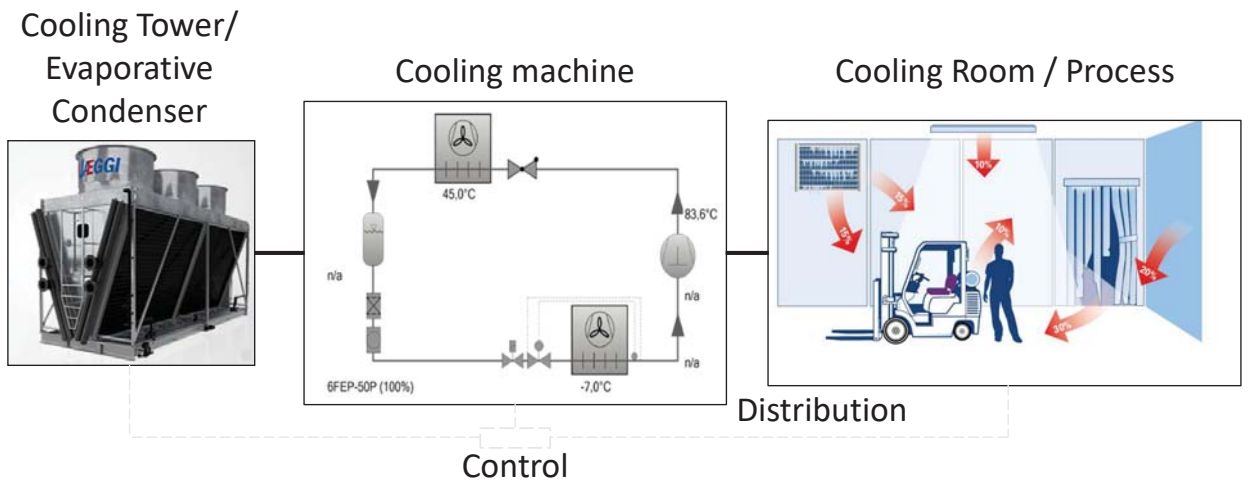 Cooling Tower/
Evaporative
Condenser
Cooling machine
Cooling Room / Process
EGGI
45,0°C
83,6°C
n/a
n/a
n/a
6FEP-50P (100%)
-7,0°C
10%
15%
15%
10%
20%
30%
Distribution
Control